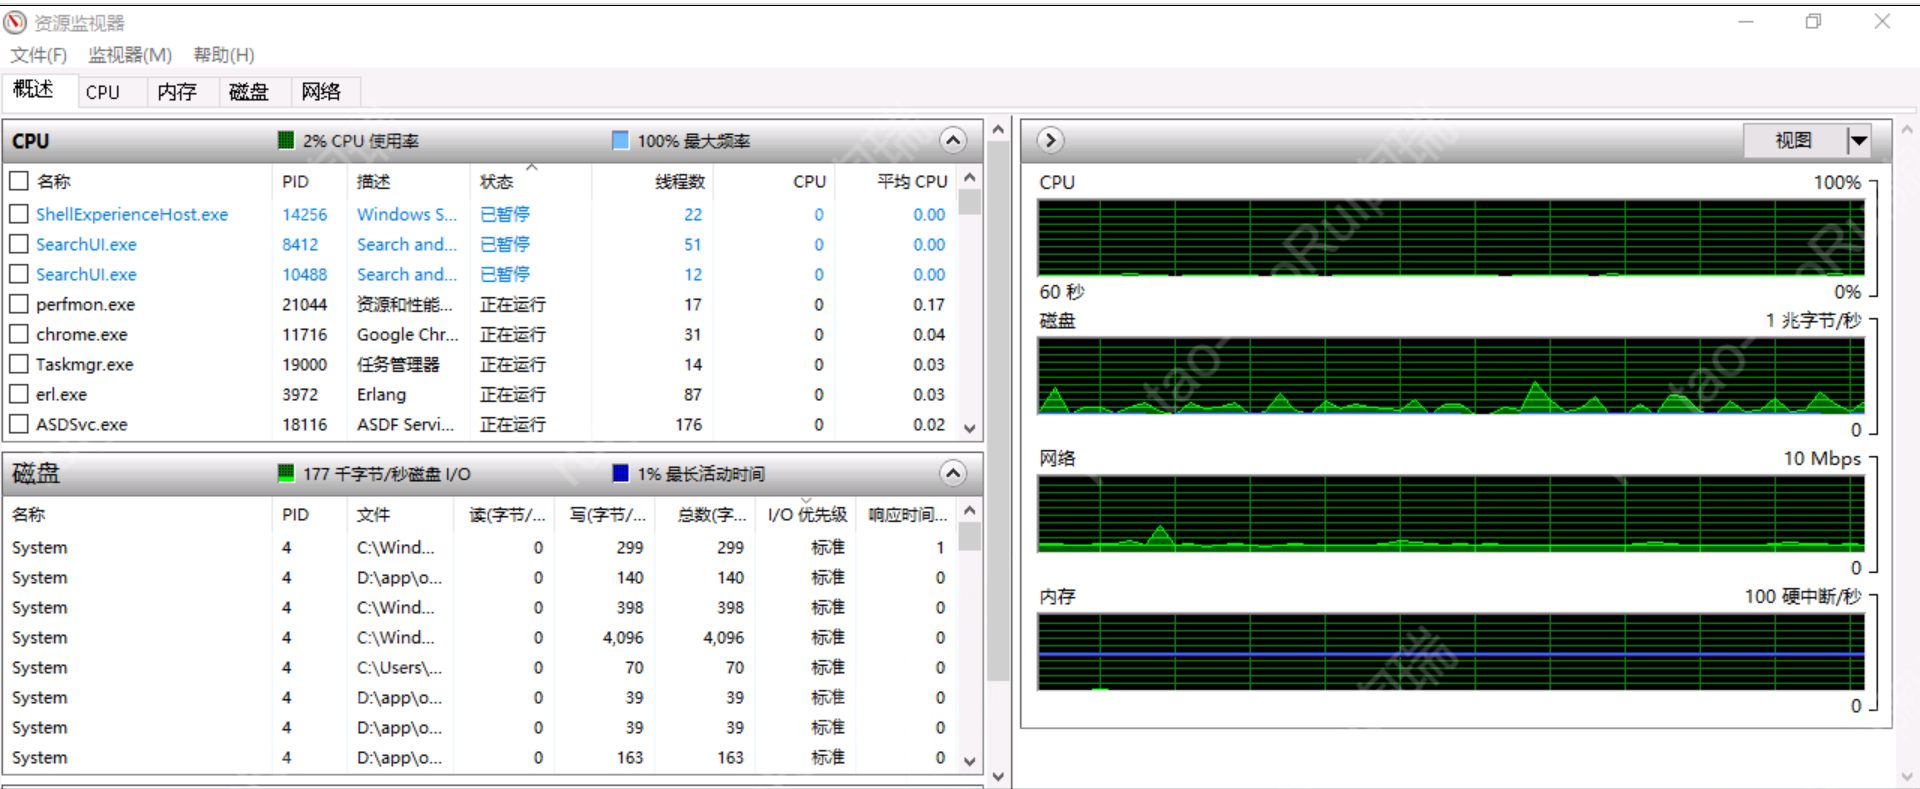 资源监视器
文件(F) 监视器(M) 帮助(H)
概述 CPU 内存 磁盘 网络
CPU 2% CPU 使用率 100% 最大频率
名称 PID 描述 状态 线程数 CPU 平均 CPU
ShellExperienceHost.exe 14256 Windows S... 已暂停 22 0 0.00
SearchUI.exe 8412 Search and... 已暂停 51 0 0.00
SearchUI.exe 10488 Search and... 已暂停 12 0 0.00
perfmon.exe 21044 资源和性能... 正在运行 17 0 0.17
chrome.exe 11716 Google Chr... 正在运行 31 0 0.04
Taskmgr.exe 19000 任务管理器 正在运行 14 0 0.03
erl.exe 3972 Erlang 正在运行 87 0 0.03
ASDSvc.exe 18116 ASDF Servi... 正在运行 176 0 0.02
磁盘 177 千字节/秒磁盘 I/O 1% 最长活动时间
名称 PID 文件 读(字节/... 写(字节/... 总数(字... I/O 优先级 响应时间...
System 4 C:\Wind... 0 299 299 标准 1
System 4 D:\app\o... 0 140 140 标准 0
System 4 C:\Wind... 0 398 398 标准 0
System 4 C:\Wind... 0 4,096 4,096 标准 0
System 4 C:\Users\... 0 70 70 标准 0
System 4 D:\app\o... 0 39 39 标准 0
System 4 D:\app\o... 0 39 39 标准 0
System 4 D:\app\o... 0 163 163 标准 0
视图
CPU 100%
60 秒 0%
磁盘 1 兆字节/秒
0
网络 10 Mbps
0
内存 100 硬中断/秒
0